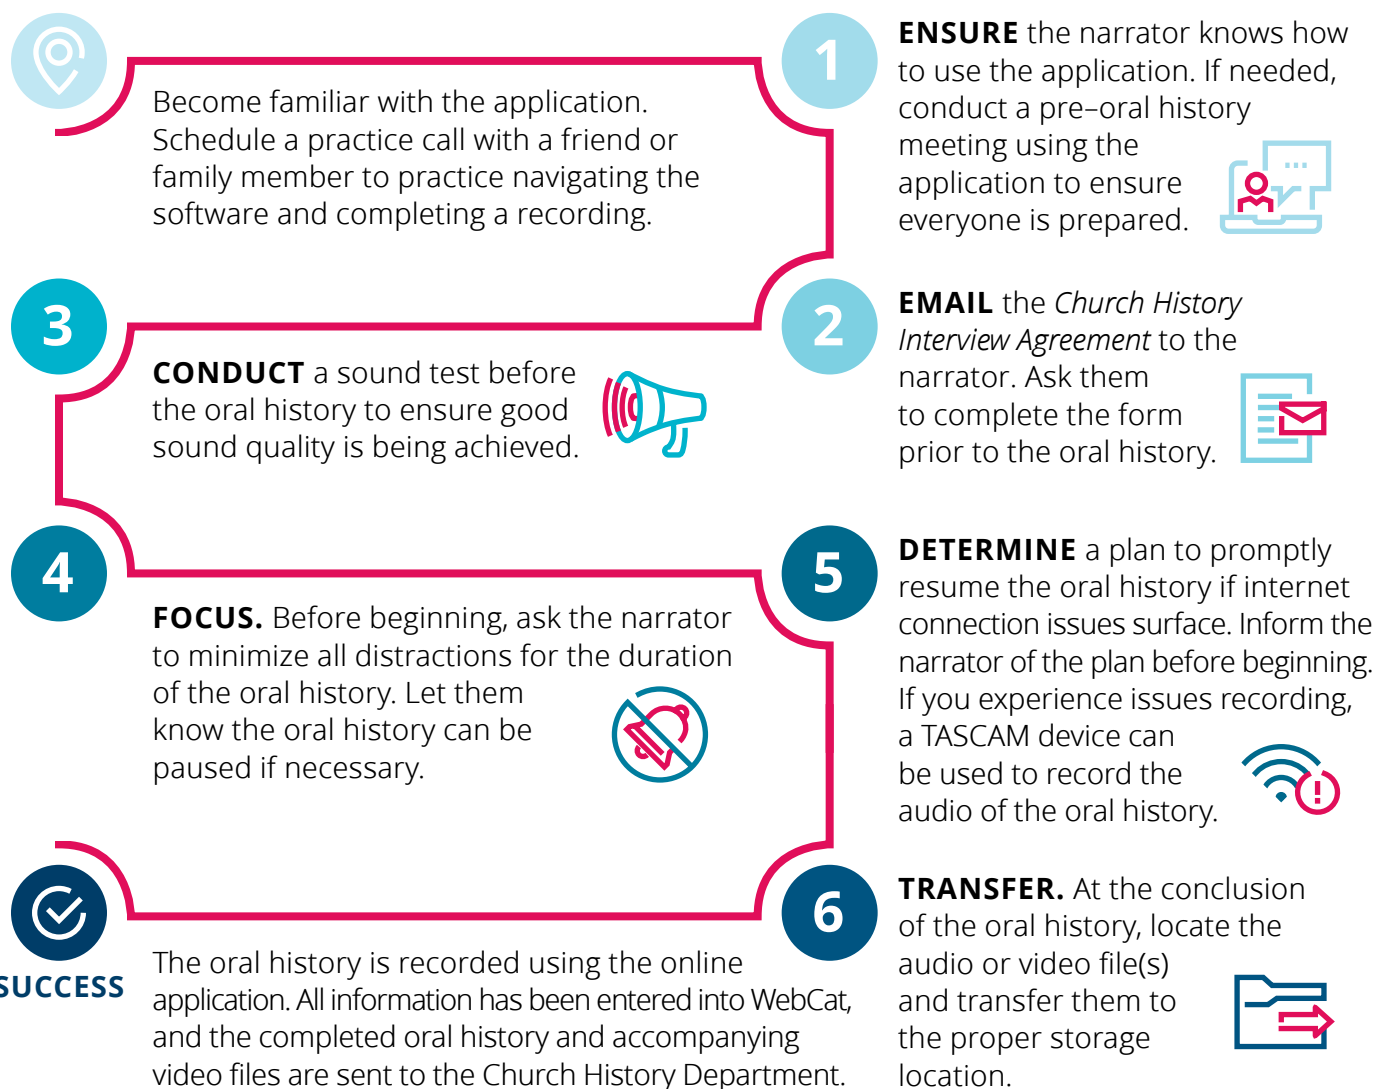 Become familiar with the application.
Schedule a practice call with a friend or
family member to practice navigating the
software and completing a recording.
1
ENSURE the narrator knows how
to use the application. If needed,
conduct a pre–oral history
meeting using the
application to ensure
everyone is prepared.
2
EMAIL the Church History
Interview Agreement to the
narrator. Ask them
to complete the form
prior to the oral history.
3
CONDUCT a sound test before
the oral history to ensure good
sound quality is being achieved.
4
FOCUS. Before beginning, ask the narrator
to minimize all distractions for the duration
of the oral history. Let them
know the oral history can be
paused if necessary.
5
DETERMINE a plan to promptly
resume the oral history if internet
connection issues surface. Inform the
narrator of the plan before beginning.
If you experience issues recording,
a TASCAM device can
be used to record the
audio of the oral history.
6
TRANSFER. At the conclusion
of the oral history, locate the
audio or video file(s)
and transfer them to
the proper storage
location.
SUCCESS
The oral history is recorded using the online
application. All information has been entered into WebCat,
and the completed oral history and accompanying
video files are sent to the Church History Department.